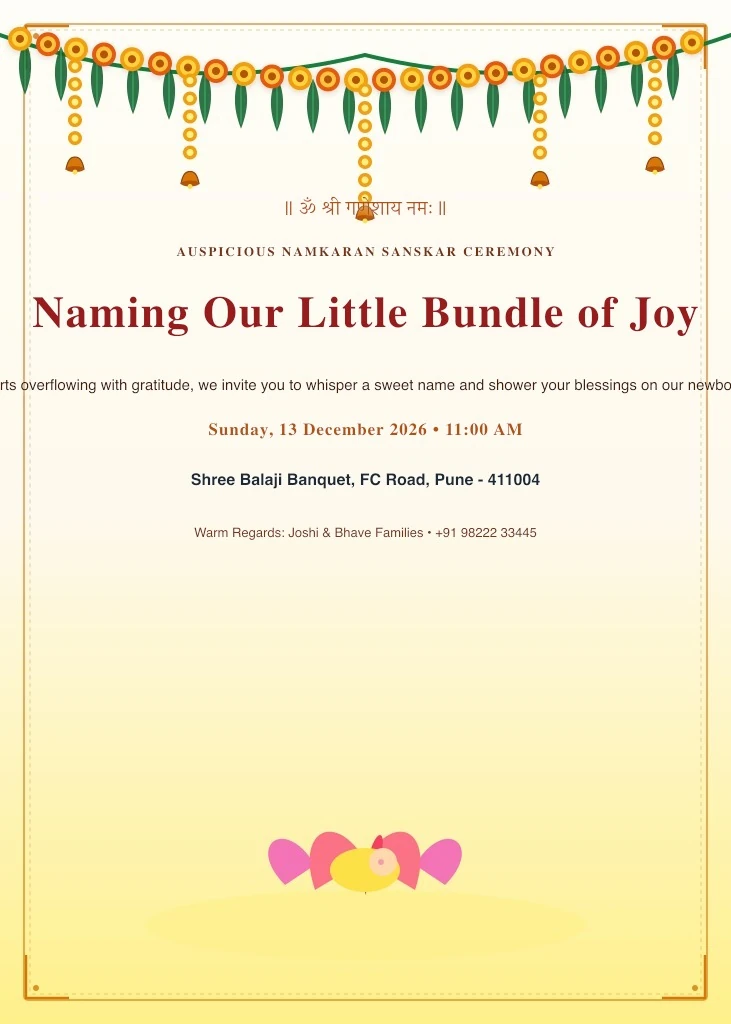 ॥ ॐ श्री गणेशाय नमः ॥
AUSPICIOUS NAMKARAN SANSKAR CEREMONY
Naming Our Little Bundle of Joy
overflowing with gratitude, we invite you to whisper a sweet name and shower your blessings on our
Sunday, 13 December 2026 • 11:00 AM
Shree Balaji Banquet, FC Road, Pune - 411004
Warm Regards: Joshi & Bhave Families • +91 98222 33445